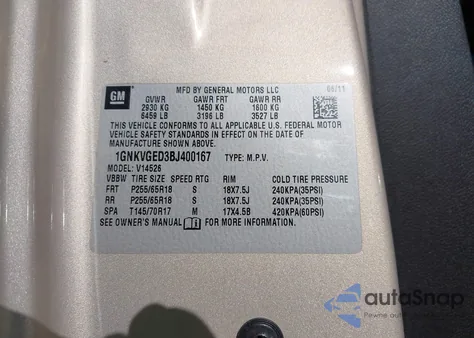 GM
MFD BY GENERAL MOTORS LLC
08/11
GVWR GAWR FRT GAWR RR
2930 KG 1450 KG 1600 KG
6459 LB 3196 LB 3527 LB
THIS VEHICLE CONFORMS TO ALL APPLICABLE U.S. FEDERAL MOTOR
VEHICLE SAFETY STANDARDS IN EFFECT ON THE DATE OF
MANUFACTURE SHOWN ABOVE.
1GNKVGED3BJ400167 TYPE: M.P.V.
MODEL: V14526
VBBW TIRE SIZE SPEED RTG RIM COLD TIRE PRESSURE
FRT P255/65R18 S 18X7.5J 240KPA(35PSI)
RR P255/65R18 S 18X7.5J 240KPA(35PSI)
SPA T145/70R17 M 17X4.5B 420KPA(60PSI)
SEE OWNER'S MANUAL FOR MORE INFORMATION
autoSnap